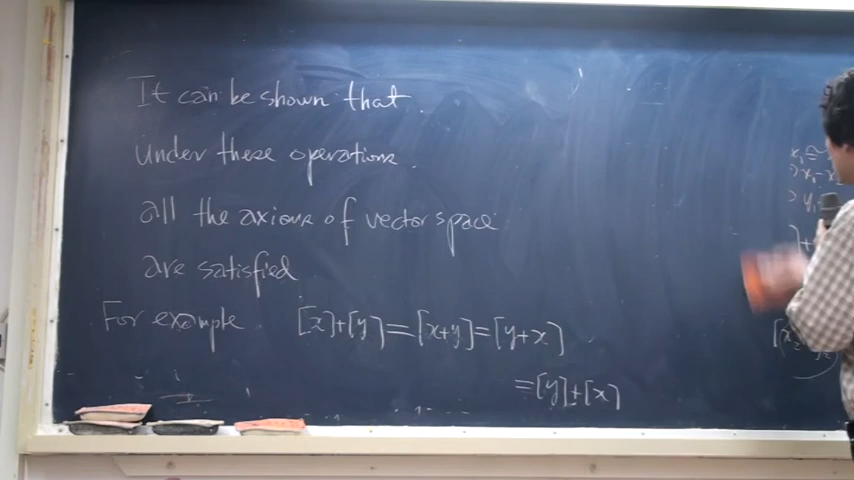 It can be shown that
Under these operations.
all the axioms of vector space
are satisfied
For example [x]+[y]=[x+y]=[y+x]
=[y]+[x]